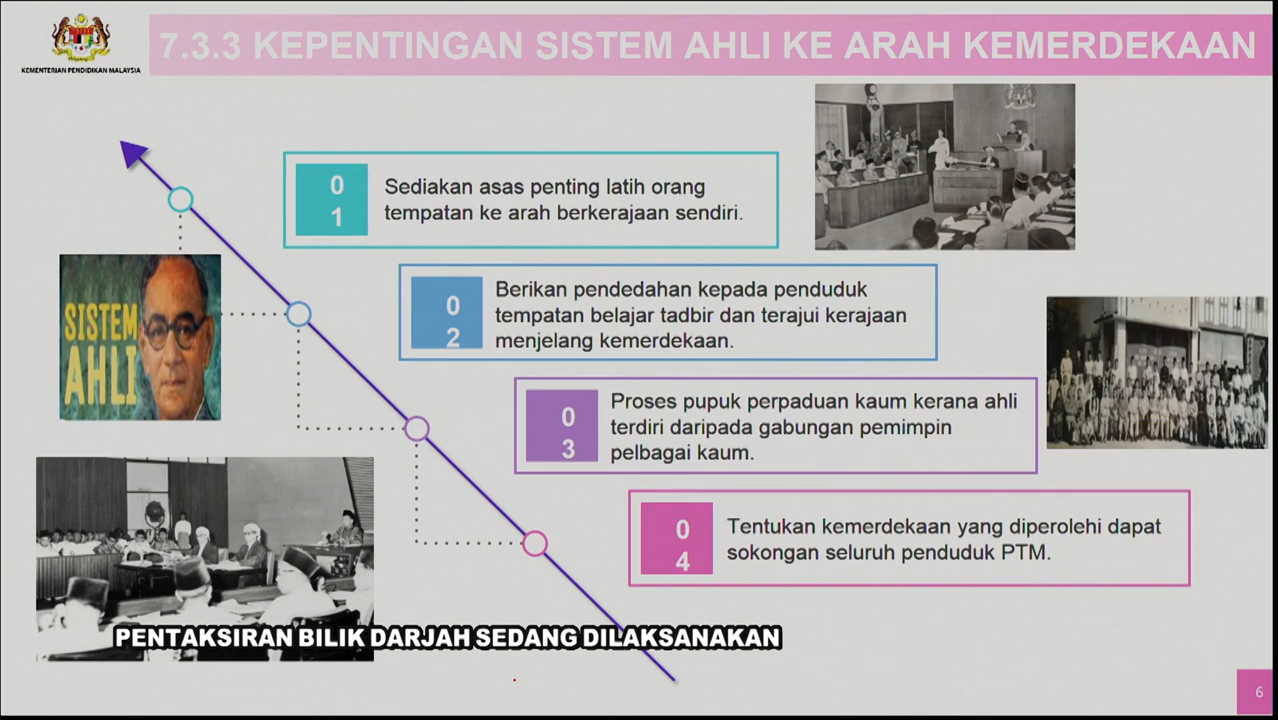 KEMENTERIAN PENDIDIKAN MALAYSIA
7.3.3 KEPENTINGAN SISTEM AHLI KE ARAH KEMERDEKAAN
0
1
Sediakan asas penting latih orang
tempatan ke arah berkerajaan sendiri.
SISTEM
AHLI
0
2
Berikan pendedahan kepada penduduk
tempatan belajar tadbir dan terajui kerajaan
menjelang kemerdekaan.
0
3
Proses pupuk perpaduan kaum kerana ahli
terdiri daripada gabungan pemimpin
pelbagai kaum.
0
4
Tentukan kemerdekaan yang diperolehi dapat
sokongan seluruh penduduk PTM.
PENTAKSIRAN BILIK DARJAH SEDANG DILAKSANAKAN
6